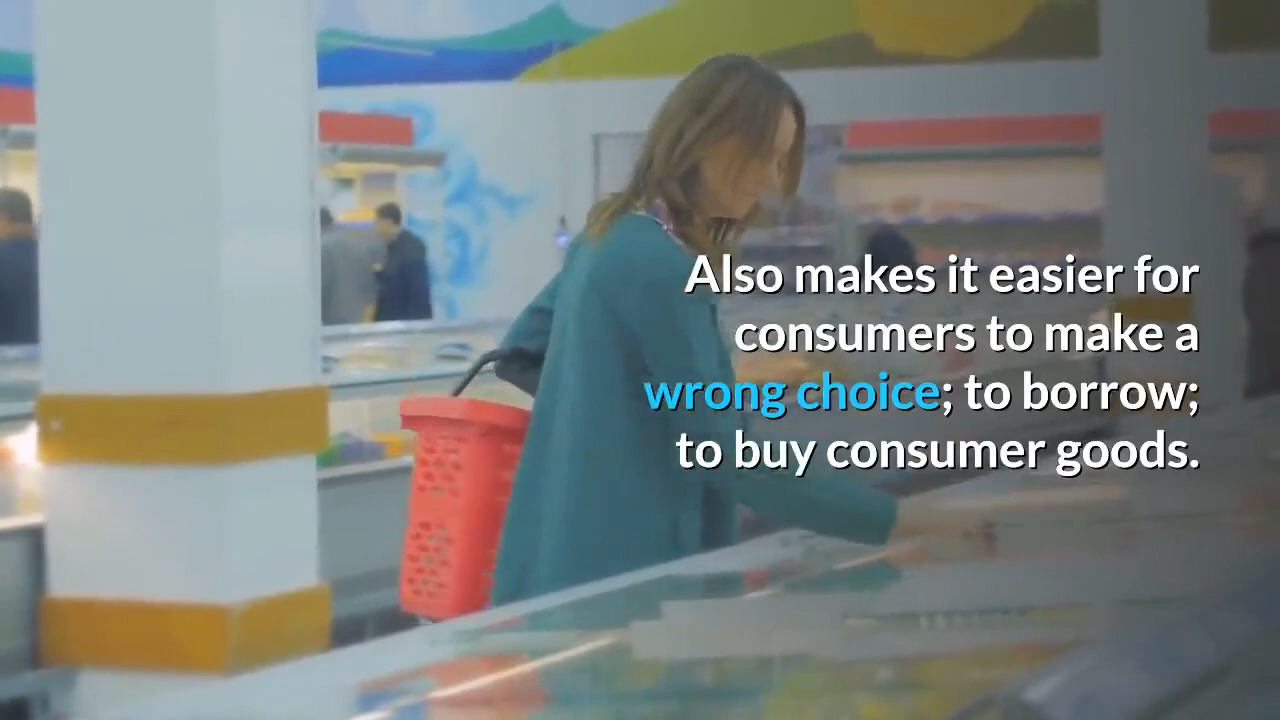 Also makes it easier for
consumers to make a
wrong choice; to borrow;
to buy consumer goods.